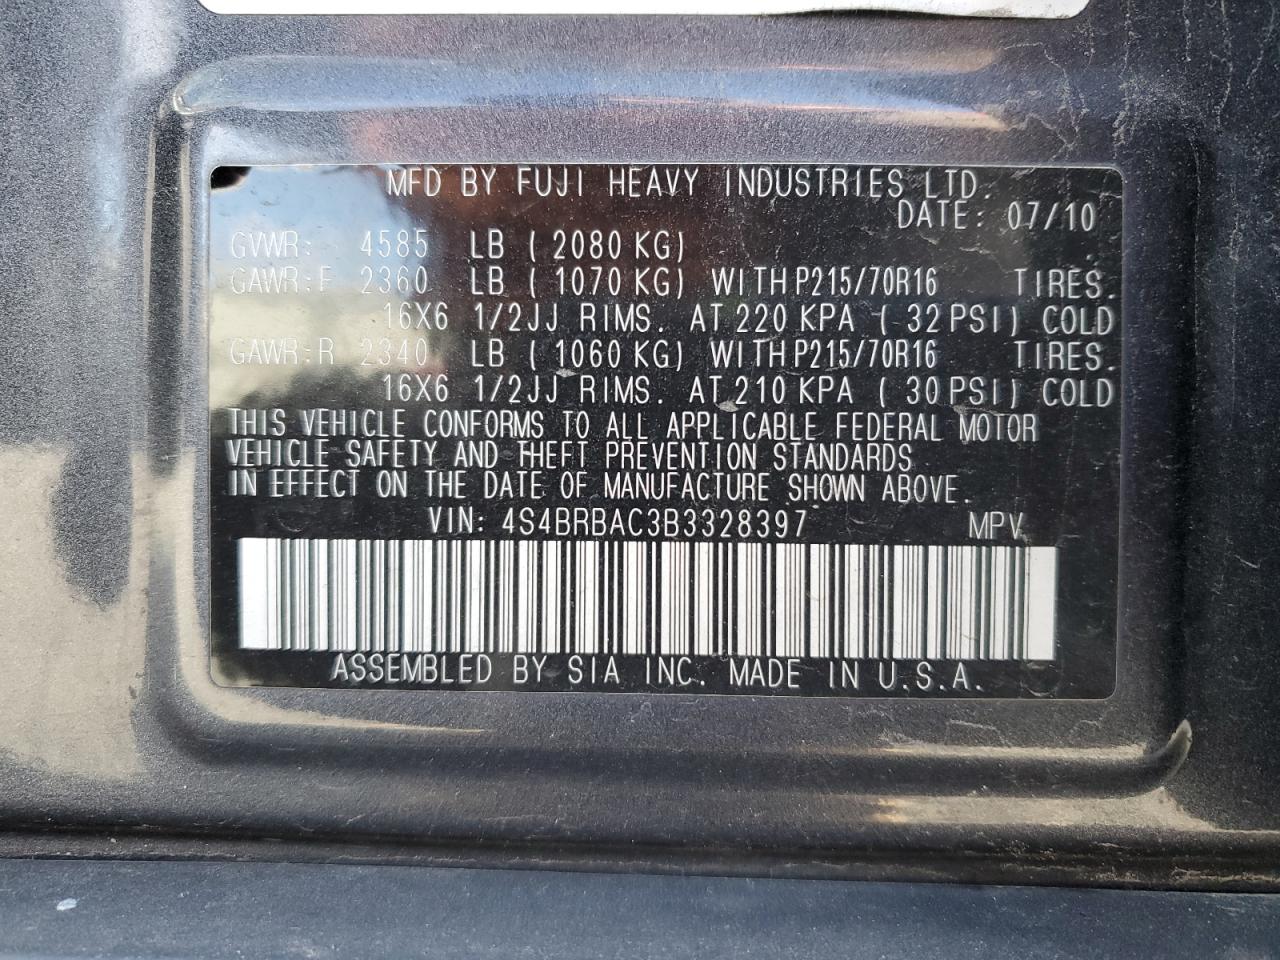 MFD BY FUJI HEAVY INDUSTRIES LTD.
DATE: 07/10
GVWR: 4585 LB ( 2080 KG)
GAWR:F 2360 LB ( 1070 KG) WITH P215/70R16 TIRES.
16X6 1/2JJ RIMS. AT 220 KPA ( 32 PSI) COLD
GAWR:R 2340 LB ( 1060 KG) WITH P215/70R16 TIRES.
16X6 1/2JJ RIMS. AT 210 KPA ( 30 PSI) COLD
THIS VEHICLE CONFORMS TO ALL APPLICABLE FEDERAL MOTOR
VEHICLE SAFETY AND THEFT PREVENTION STANDARDS
IN EFFECT ON THE DATE OF MANUFACTURE SHOWN ABOVE.
VIN: 4S4BRBAC3B3328397 MPV
ASSEMBLED BY SIA INC. MADE IN U.S.A.